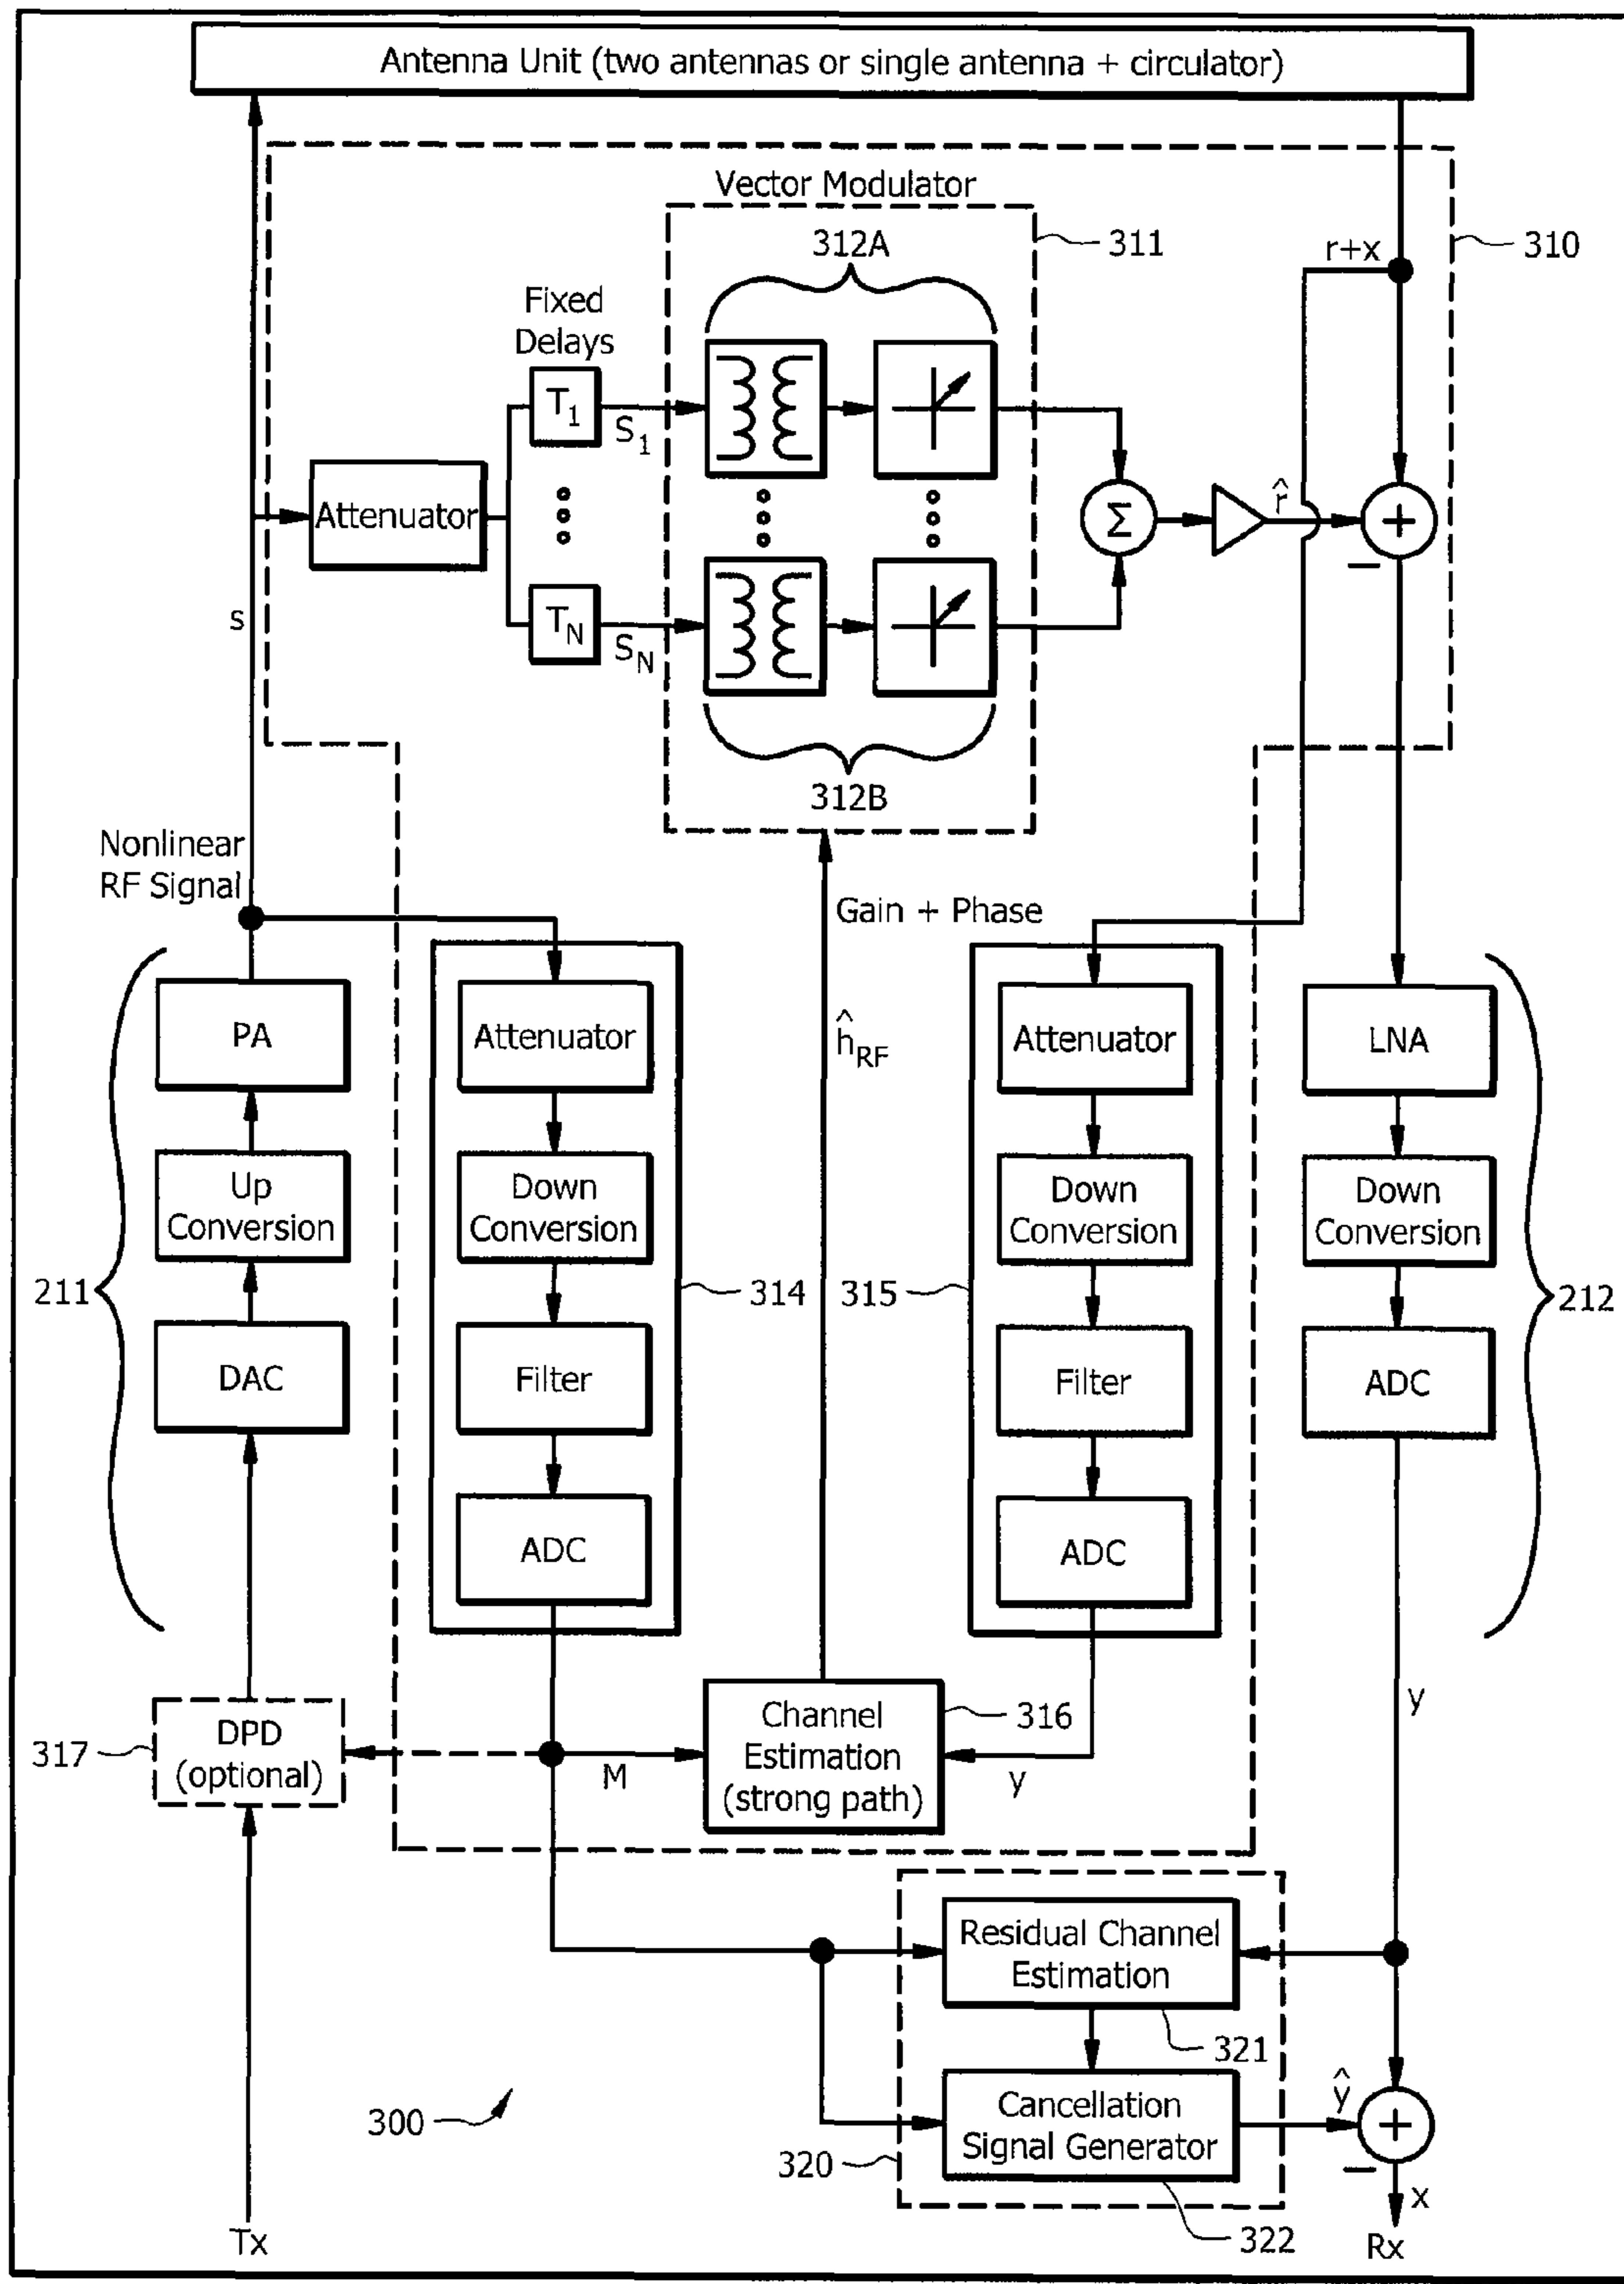 Antenna Unit (two antennas or single antenna + circulator)
Vector Modulator
312A
311
r+x
310
Fixed
Delays
T1
S1
Attenuator
Σ
r̂
+
−
s
TN
SN
312B
Nonlinear
RF Signal
Gain + Phase
ĥRF
PA
Attenuator
Attenuator
LNA
Up
Conversion
Down
Conversion
Down
Conversion
Down
Conversion
211
314
315
212
DAC
Filter
Filter
ADC
ADC
ADC
y
317
DPD
(optional)
M
Channel
Estimation
(strong path)
316
y
Residual Channel
Estimation
321
300
Cancellation
Signal Generator
ŷ
+
−
320
322
x
Tx
Rx